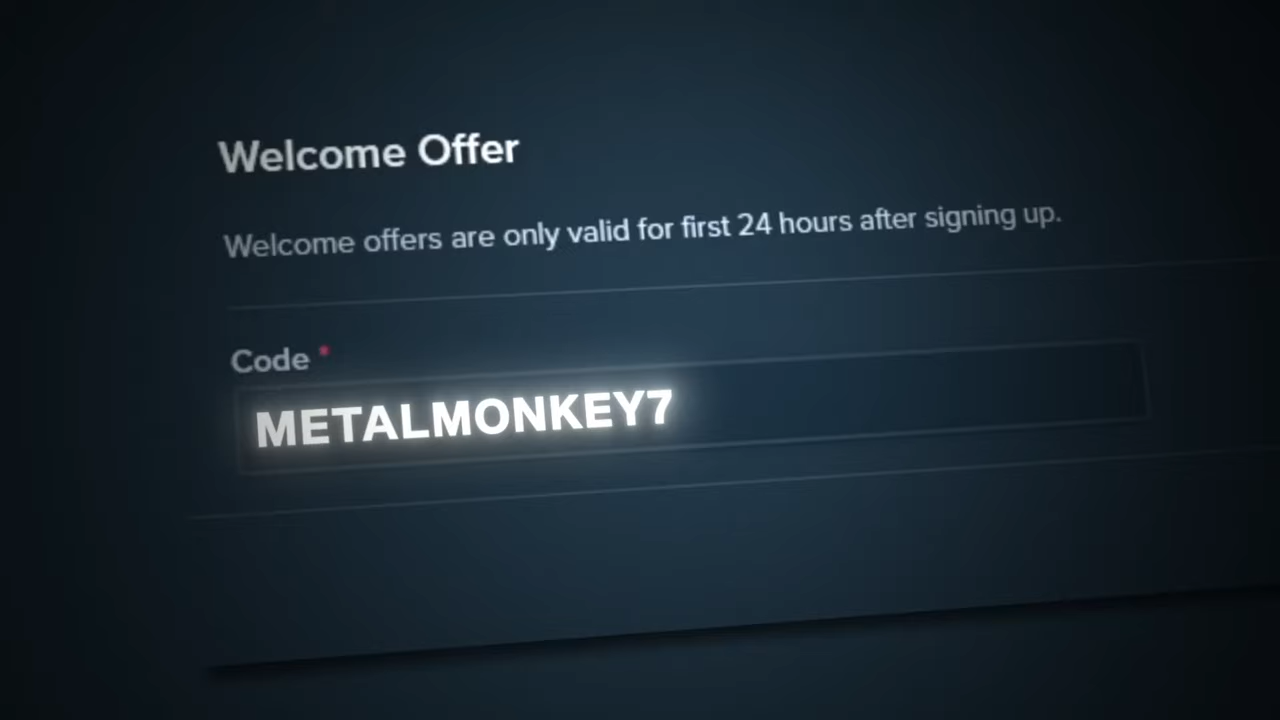 Welcome Offer
Welcome offers are only valid for first 24 hours after signing up.
Code *
METALMONKEY7